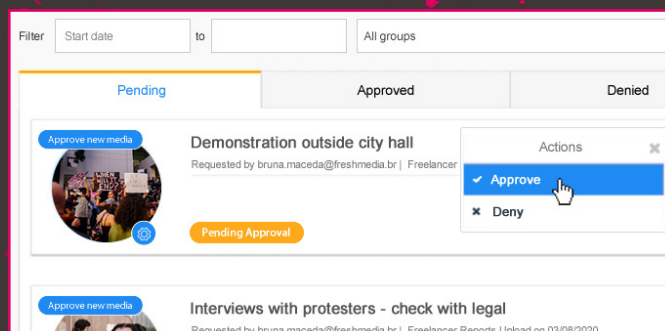 Filter Start date to All groups
Pending Approved Denied
Approve new media
Demonstration outside city hall
Requested by bruna.maceda@freshmedia.br | Freelancer
Actions
Approve
Deny
Pending Approval
Approve new media
Interviews with protesters - check with legal
Requested by bruna.maceda@freshmedia.br | Freelancer Reports Upload on 03/08/2020